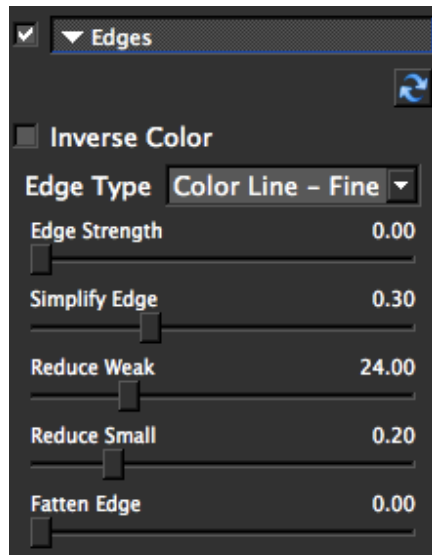 Edges
Inverse Color
Edge Type Color Line - Fine
Edge Strength 0.00
Simplify Edge 0.30
Reduce Weak 24.00
Reduce Small 0.20
Fatten Edge 0.00